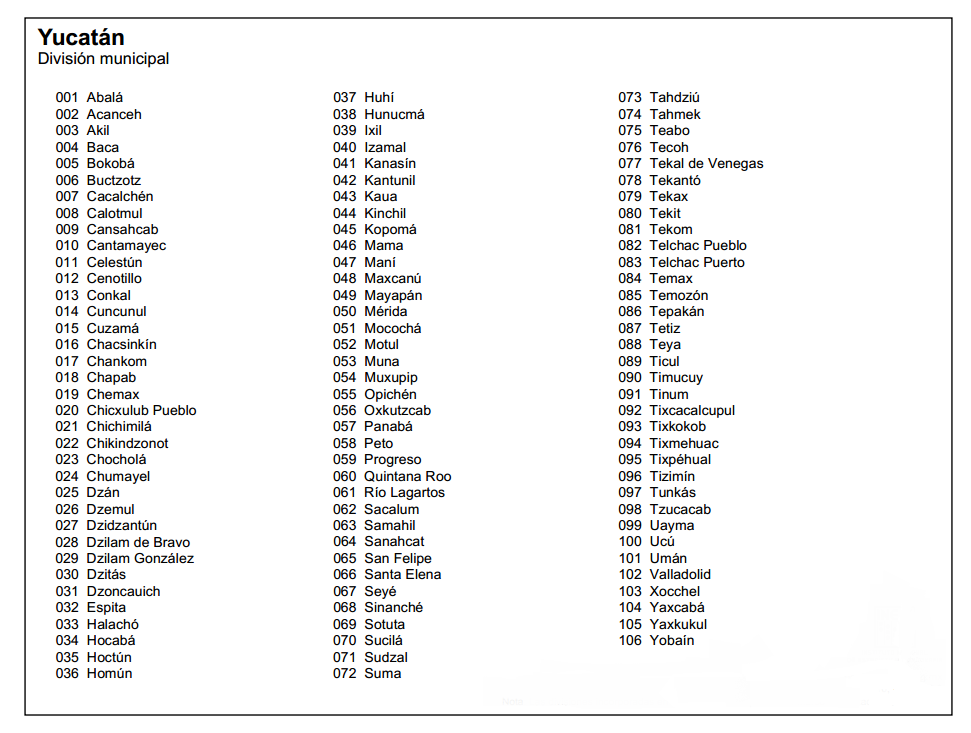 Yucatán
División municipal
001 Abalá
002 Acanceh
003 Akil
004 Baca
005 Bokobá
006 Buctzotz
007 Cacalchén
008 Calotmul
009 Cansahcab
010 Cantamayec
011 Celestún
012 Cenotillo
013 Conkal
014 Cuncunul
015 Cuzamá
016 Chacsinkín
017 Chankom
018 Chapab
019 Chemax
020 Chicxulub Pueblo
021 Chichimilá
022 Chikindzonot
023 Chocholá
024 Chumayel
025 Dzán
026 Dzemul
027 Dzidzantún
028 Dzilam de Bravo
029 Dzilam González
030 Dzitás
031 Dzoncauich
032 Espita
033 Halachó
034 Hocabá
035 Hoctún
036 Homún
037 Huhí
038 Hunucmá
039 Ixil
040 Izamal
041 Kanasín
042 Kantunil
043 Kaua
044 Kinchil
045 Kopomá
046 Mama
047 Maní
048 Maxcanú
049 Mayapán
050 Mérida
051 Mocochá
052 Motul
053 Muna
054 Muxupip
055 Opichén
056 Oxkutzcab
057 Panabá
058 Peto
059 Progreso
060 Quintana Roo
061 Río Lagartos
062 Sacalum
063 Samahil
064 Sanahcat
065 San Felipe
066 Santa Elena
067 Seyé
068 Sinanché
069 Sotuta
070 Sucilá
071 Sudzal
072 Suma
073 Tahdziú
074 Tahmek
075 Teabo
076 Tecoh
077 Tekal de Venegas
078 Tekantó
079 Tekax
080 Tekit
081 Tekom
082 Telchac Pueblo
083 Telchac Puerto
084 Temax
085 Temozón
086 Tepakán
087 Tetiz
088 Teya
089 Ticul
090 Timucuy
091 Tinum
092 Tixcacalcupul
093 Tixkokob
094 Tixmehuac
095 Tixpéhual
096 Tizimín
097 Tunkás
098 Tzucacab
099 Uayma
100 Ucú
101 Umán
102 Valladolid
103 Xocchel
104 Yaxcabá
105 Yaxkukul
106 Yobaín